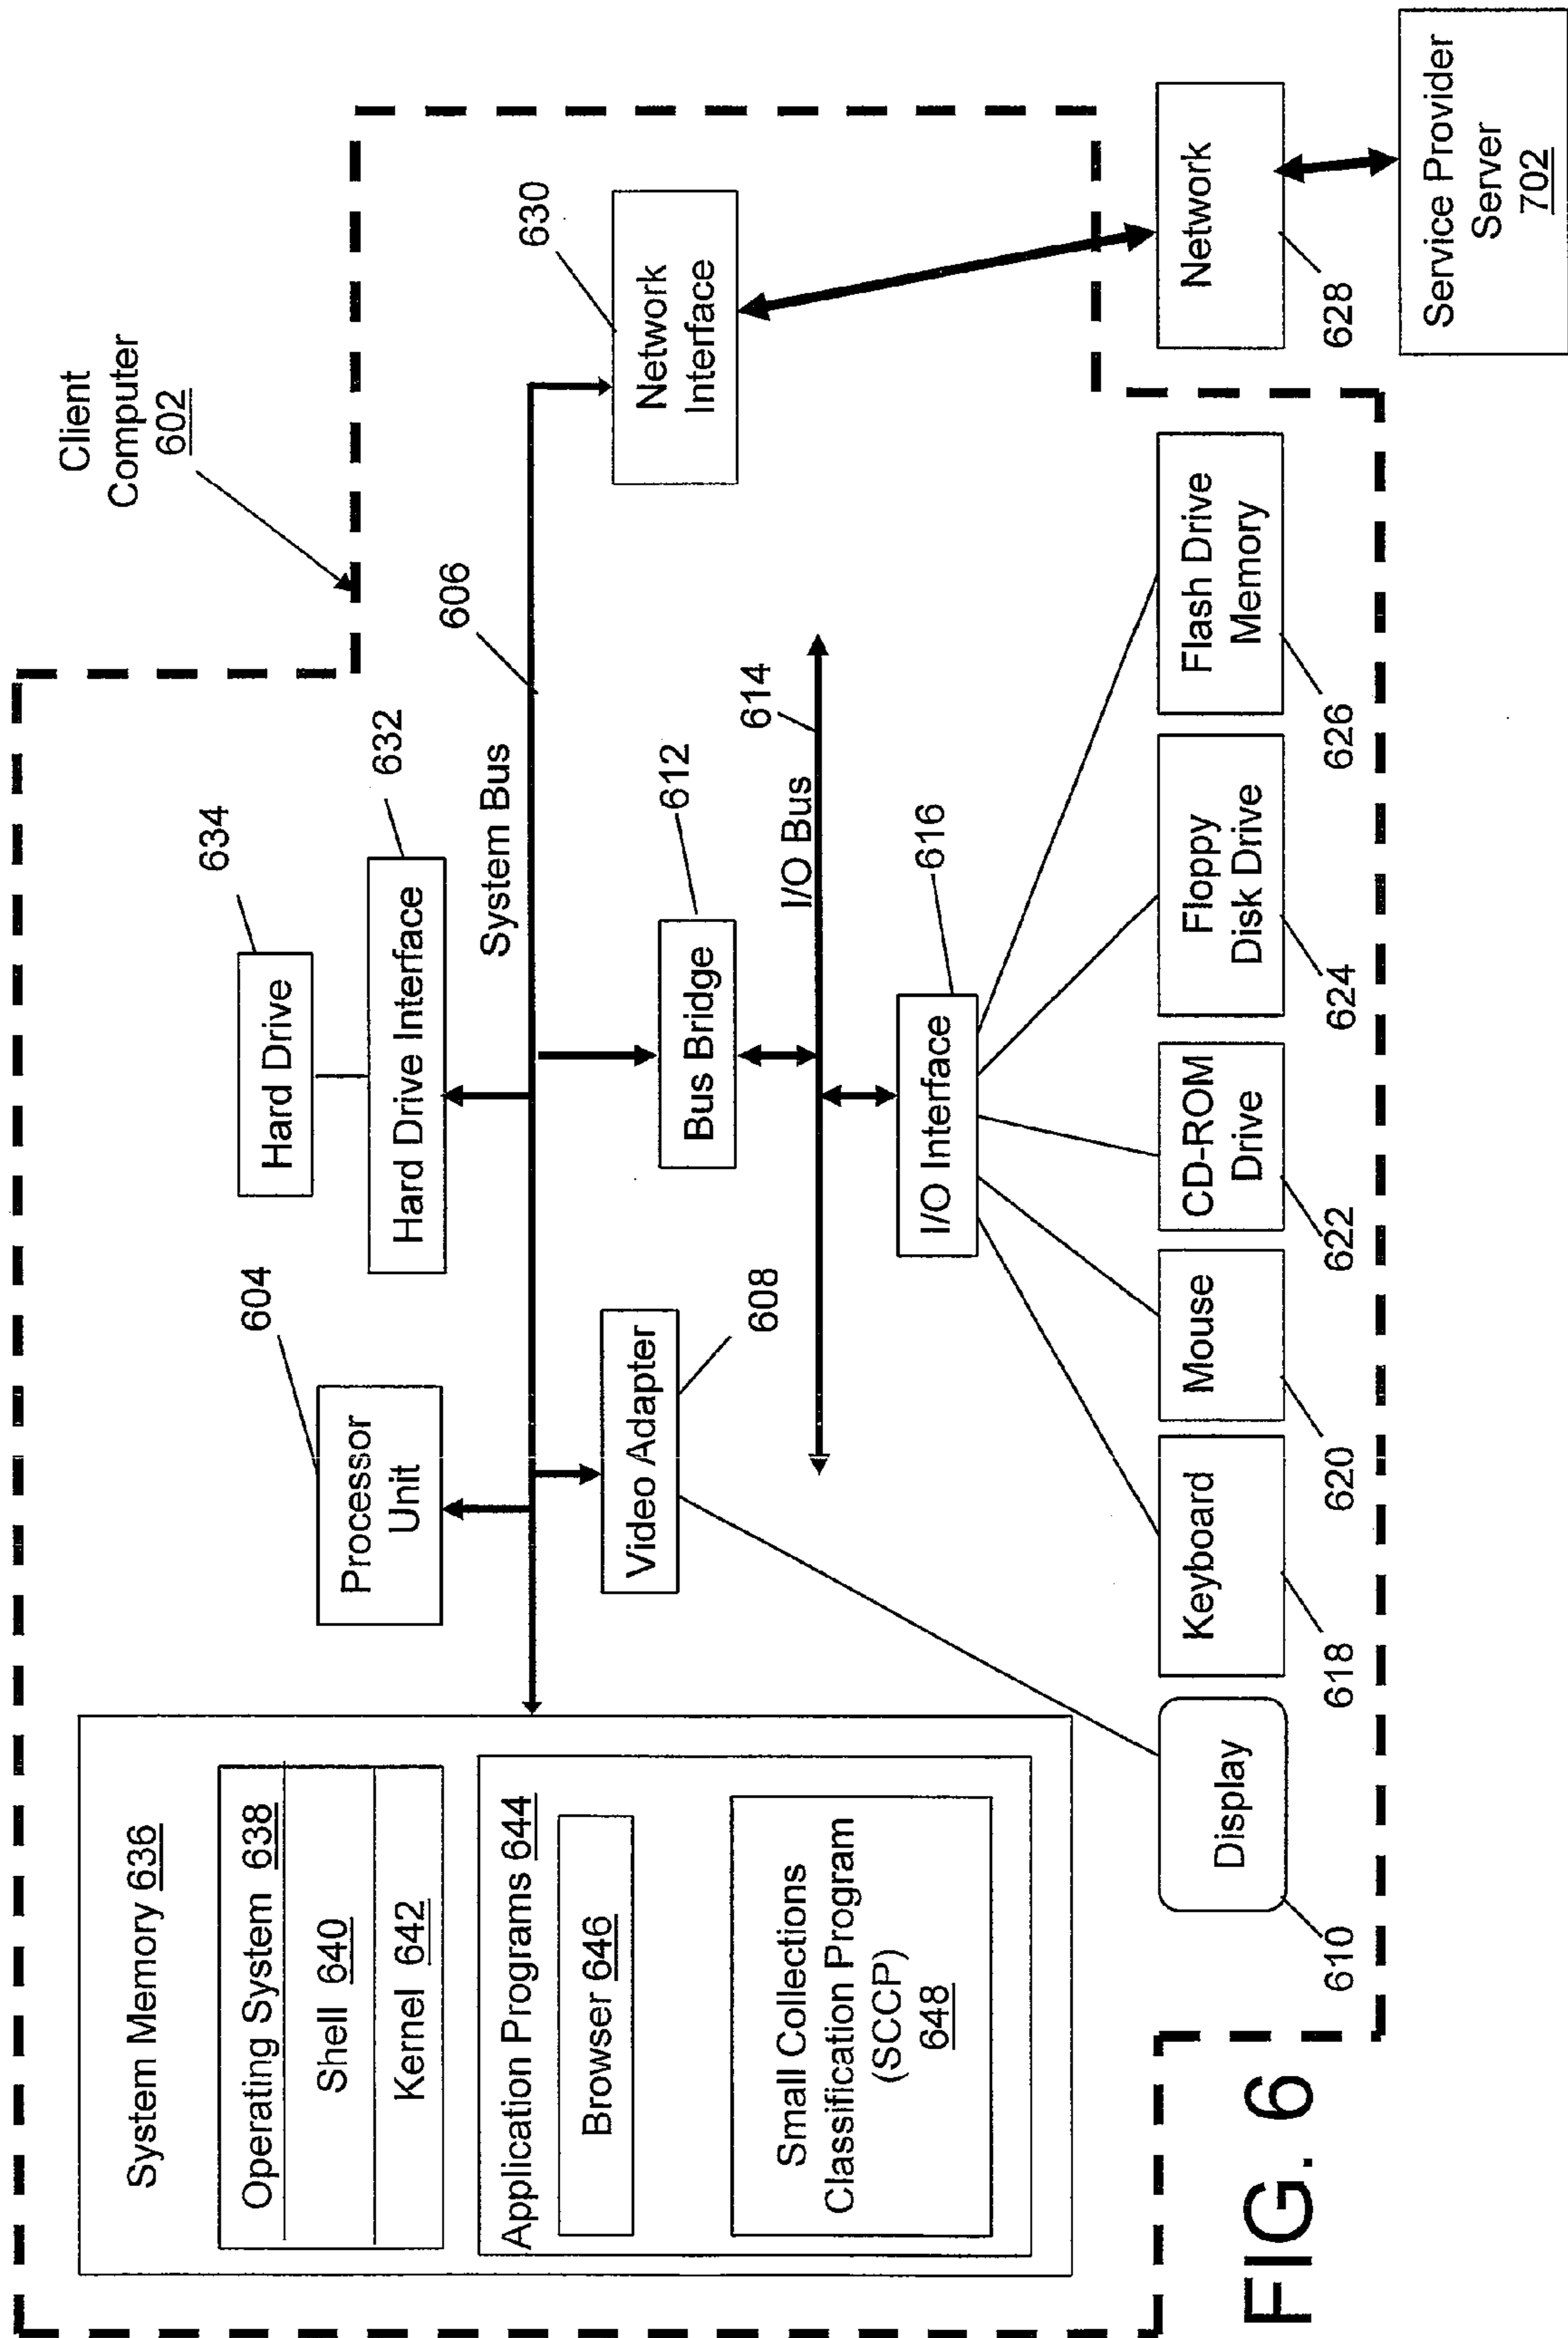 Client
Computer
602
System Memory 636
Operating System 638
Shell 640
Kernel 642
Application Programs 644
Browser 646
Small Collections
Classification Program
(SCCP)
648
604
Processor
Unit
634
Hard Drive
632
Hard Drive Interface
System Bus
606
630
Network
Interface
Video Adapter
608
Bus Bridge
612
614
I/O Bus
616
I/O Interface
Display
610
Keyboard
618
Mouse
620
CD-ROM
Drive
622
Floppy
Disk Drive
624
Flash Drive
Memory
626
Network
628
Service Provider
Server
702
FIG. 6